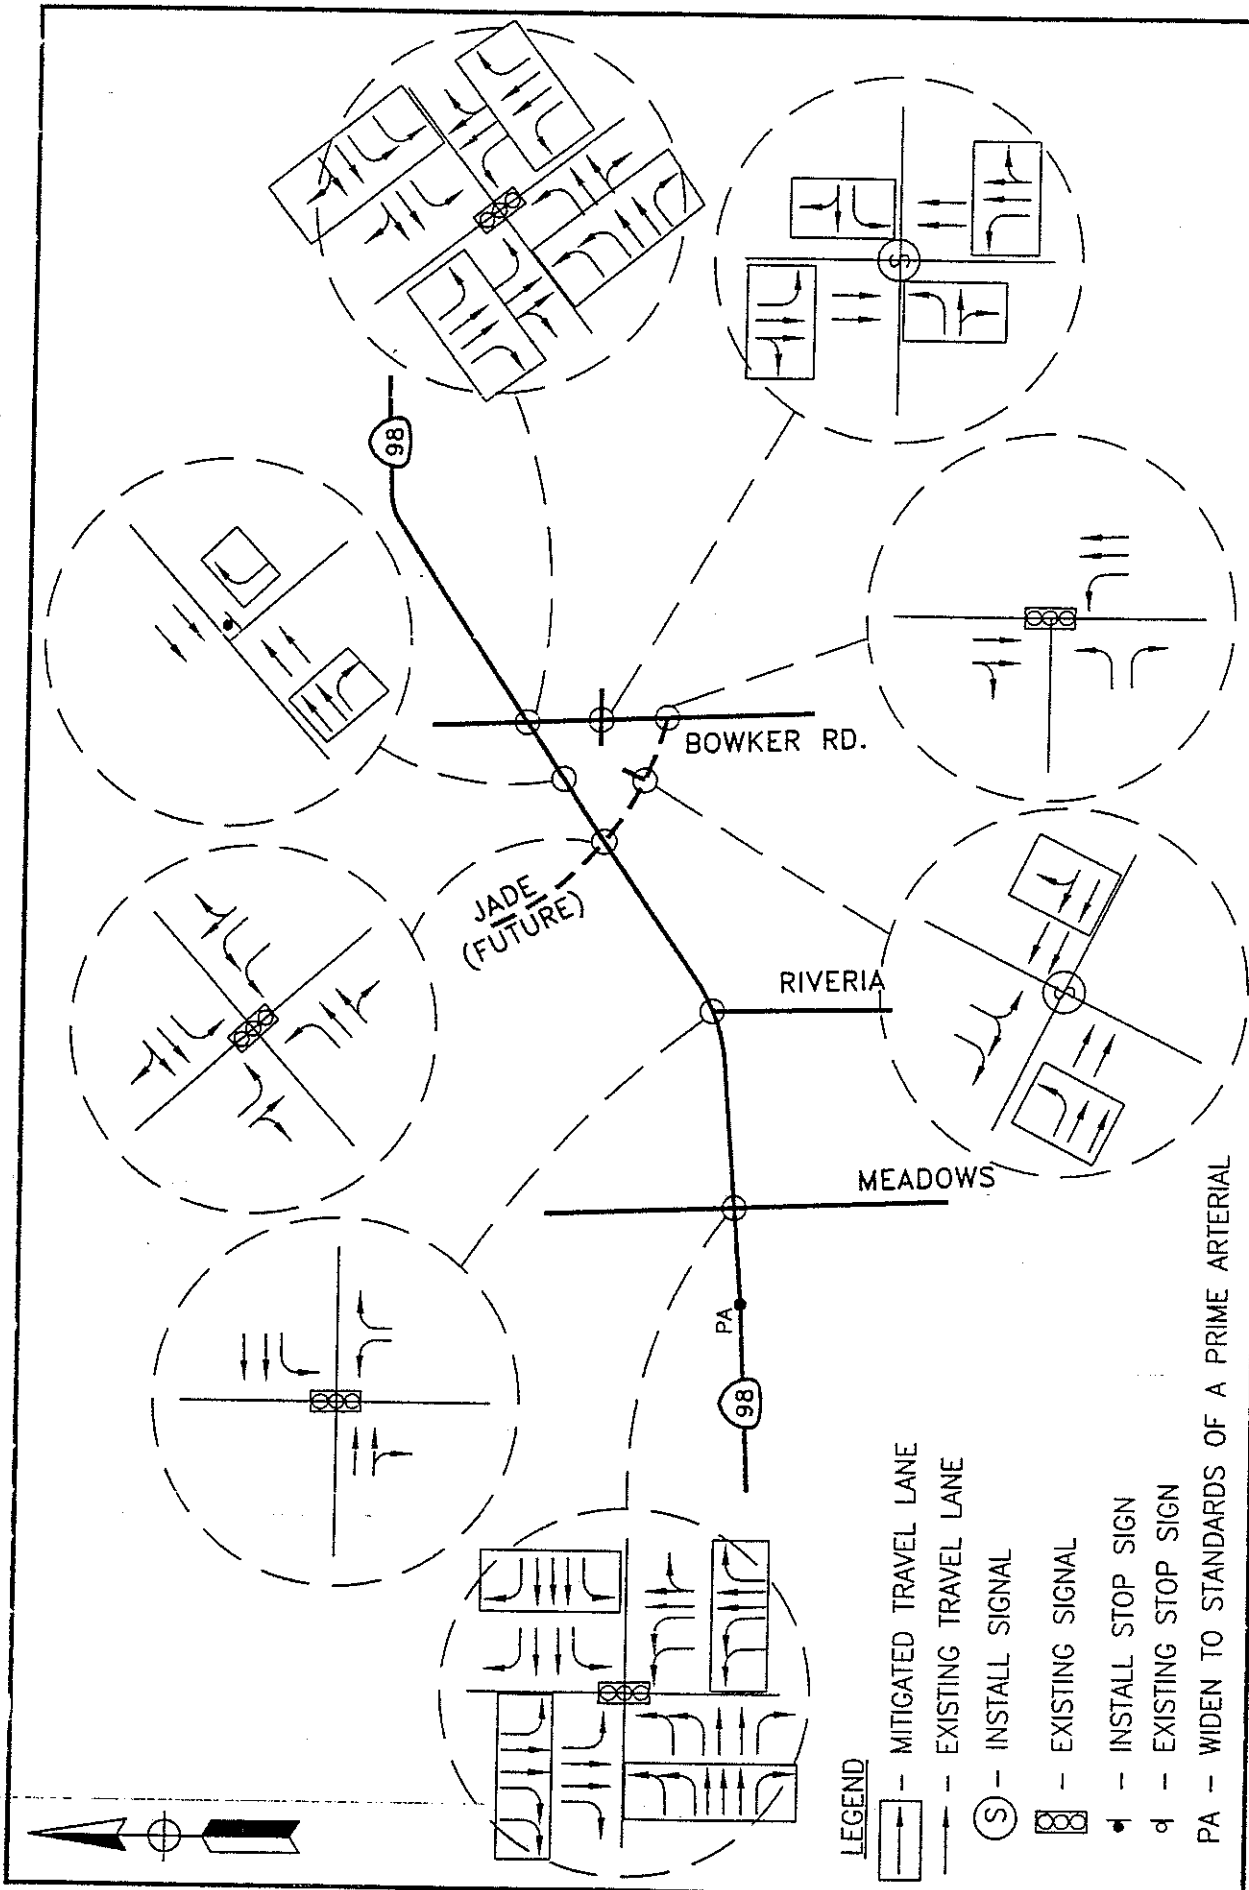 98
JADE
(FUTURE)
BOWKER RD.
RIVERIA
MEADOWS
PA
98
S
S
LEGEND
- MITIGATED TRAVEL LANE
- EXISTING TRAVEL LANE
S - INSTALL SIGNAL
- EXISTING SIGNAL
- INSTALL STOP SIGN
- EXISTING STOP SIGN
PA - WIDEN TO STANDARDS OF A PRIME ARTERIAL